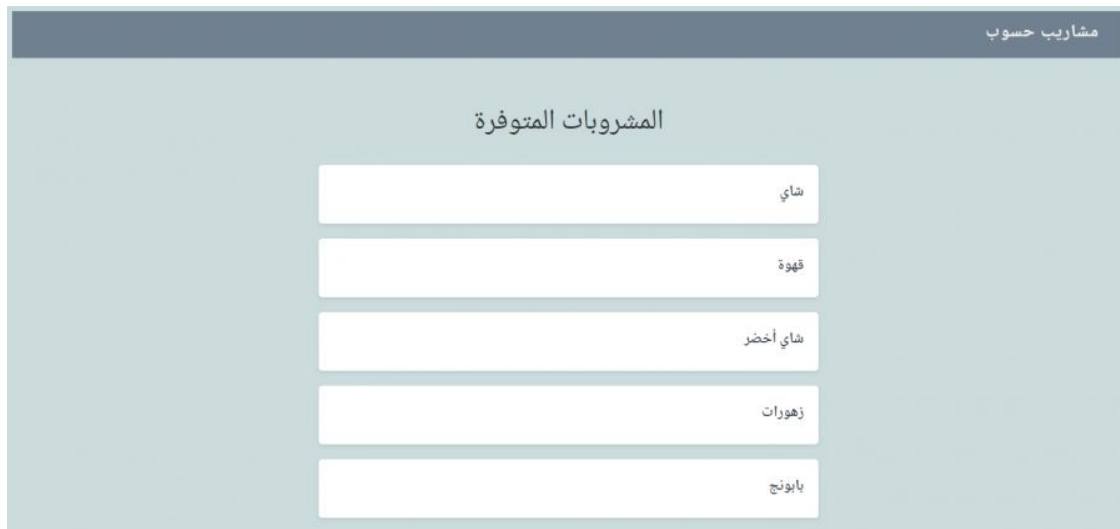 مشاريب حسوب
المشروبات المتوفرة
شاي
قهوة
شاي أخضر
زهورات
بابونج